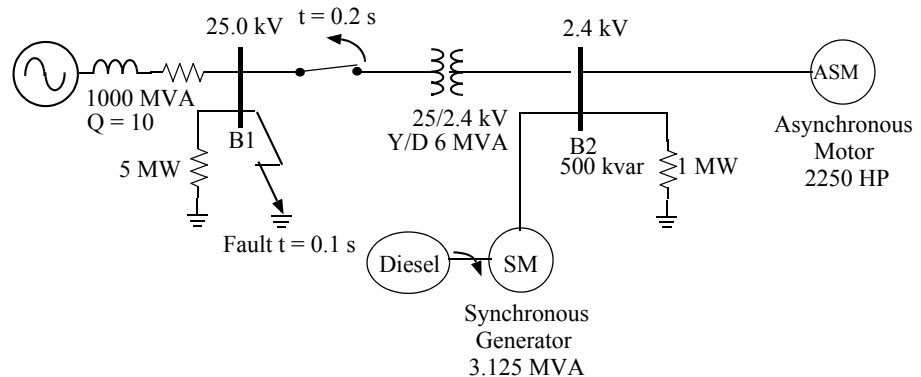 25.0 kV
t = 0.2 s
2.4 kV
1000 MVA
Q = 10
B1
5 MW
Fault t = 0.1 s
25/2.4 kV
Y/D 6 MVA
B2
500 kvar
1 MW
ASM
Asynchronous
Motor
2250 HP
Diesel
SM
Synchronous
Generator
3.125 MVA